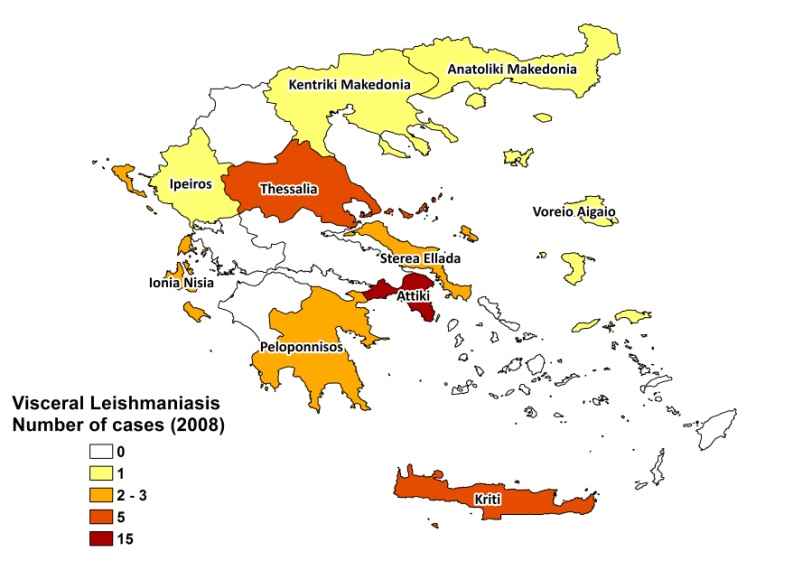 Anatoliki Makedonia
Kentriki Makedonia
Ipeiros
Thessalia
Voreio Aigaio
Sterea Ellada
Ionia Nisia
Attiki
Peloponnisos
Visceral Leishmaniasis
Number of cases (2008)
0
1
2 - 3
5
15
Kriti